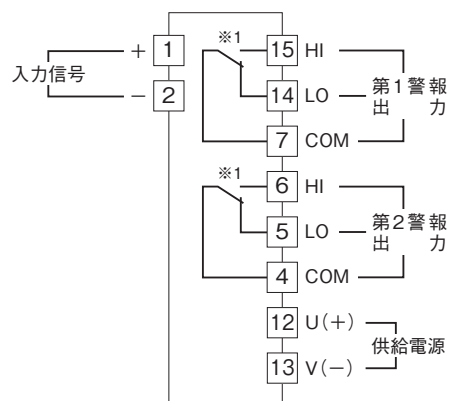 入力信号
+ 1
− 2
※1
15 HI
14 LO
7 COM
第1警報
出 力
※1
6 HI
5 LO
4 COM
第2警報
出 力
12 U(+)
13 V(−)
供給電源